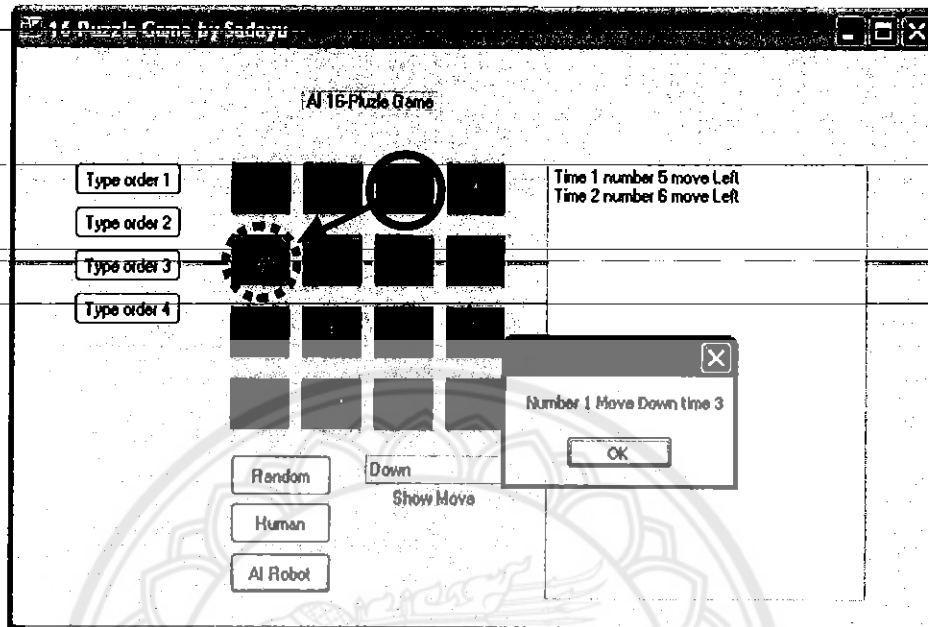 16-Puzzle Game by Sadayu
AI 16-Pluzle Game
Type order 1
Type order 2
Type order 3
Type order 4
Time 1 number 5 move Left
Time 2 number 6 move Left
Number 1 Move Down time 3
OK
Random
Human
AI Robot
Down
Show Move